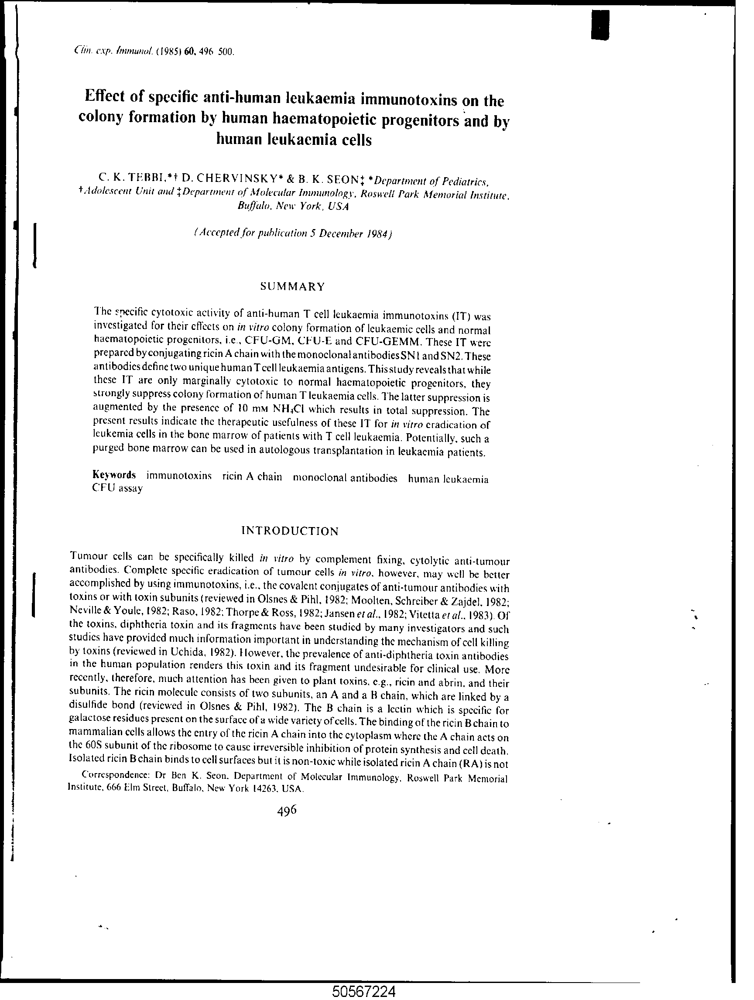 Clin. exp. Immunol. (1985) 60, 496 500.
Effect of specific anti-human leukaemia immunotoxins on the
colony formation by human haematopoietic progenitors and by
human leukaemia cells
C. K. TEBBI,*† D. CHERVINSKY* & B. K. SEON‡ *Department of Pediatrics,
†Adolescent Unit and ‡Department of Molecular Immunology, Roswell Park Memorial Institute,
Buffalo, New York, USA
(Accepted for publication 5 December 1984)
SUMMARY
The specific cytotoxic activity of anti-human T cell leukaemia immunotoxins (IT) was
investigated for their effects on in vitro colony formation of leukaemic cells and normal
haematopoietic progenitors, i.e., CFU-GM, CFU-E and CFU-GEMM. These IT were
prepared by conjugating ricin A chain with the monoclonal antibodies SN1 and SN2. These
antibodies define two unique human T cell leukaemia antigens. This study reveals that while
these IT are only marginally cytotoxic to normal haematopoietic progenitors, they
strongly suppress colony formation of human T leukaemia cells. The latter suppression is
augmented by the presence of 10 mM NH₄Cl which results in total suppression. The
present results indicate the therapeutic usefulness of these IT for in vitro eradication of
leukemia cells in the bone marrow of patients with T cell leukaemia. Potentially, such a
purged bone marrow can be used in autologous transplantation in leukaemia patients.
Keywords immunotoxins ricin A chain monoclonal antibodies human leukaemia
CFU assay
INTRODUCTION
Tumour cells can be specifically killed in vitro by complement fixing, cytolytic anti-tumour
antibodies. Complete specific eradication of tumour cells in vitro, however, may well be better
accomplished by using immunotoxins, i.e., the covalent conjugates of anti-tumour antibodies with
toxins or with toxin subunits (reviewed in Olsnes & Pihl, 1982; Moolten, Schreiber & Zajdel, 1982;
Neville & Youle, 1982; Raso, 1982; Thorpe & Ross, 1982; Jansen et al., 1982; Vitetta et al., 1983). Of
the toxins, diphtheria toxin and its fragments have been studied by many investigators and such
studies have provided much information important in understanding the mechanism of cell killing
by toxins (reviewed in Uchida, 1982). However, the prevalence of anti-diphtheria toxin antibodies
in the human population renders this toxin and its fragment undesirable for clinical use. More
recently, therefore, much attention has been given to plant toxins, e.g., ricin and abrin, and their
subunits. The ricin molecule consists of two subunits, an A and a B chain, which are linked by a
disulfide bond (reviewed in Olsnes & Pihl, 1982). The B chain is a lectin which is specific for
galactose residues present on the surface of a wide variety of cells. The binding of the ricin B chain to
mammalian cells allows the entry of the ricin A chain into the cytoplasm where the A chain acts on
the 60S subunit of the ribosome to cause irreversible inhibition of protein synthesis and cell death.
Isolated ricin B chain binds to cell surfaces but it is non-toxic while isolated ricin A chain (RA) is not
Correspondence: Dr Ben K. Seon, Department of Molecular Immunology, Roswell Park Memorial
Institute, 666 Elm Street, Buffalo, New York 14263, USA.
496
50567224